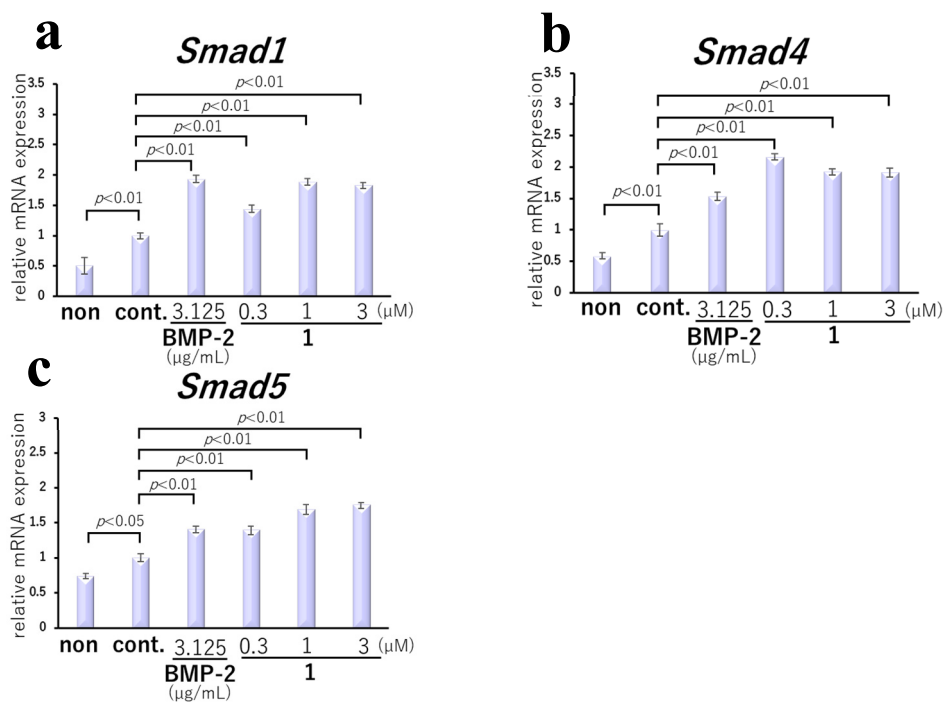 a
Smad1
relative mRNA expression
3.5
3
2.5
2
1.5
1
0.5
0
p<0.01
p<0.01
p<0.01
p<0.01
p<0.01
non cont. 3.125 0.3 1 3 (μM)
BMP-2 1
(μg/mL)
b
Smad4
relative mRNA expression
3.5
3
2.5
2
1.5
1
0.5
0
p<0.01
p<0.01
p<0.01
p<0.01
p<0.01
non cont. 3.125 0.3 1 3 (μM)
BMP-2 1
(μg/mL)
c
Smad5
relative mRNA expression
3
2.5
2
1.5
1
0.5
0
p<0.01
p<0.01
p<0.01
p<0.01
p<0.05
non cont. 3.125 0.3 1 3 (μM)
BMP-2 1
(μg/mL)